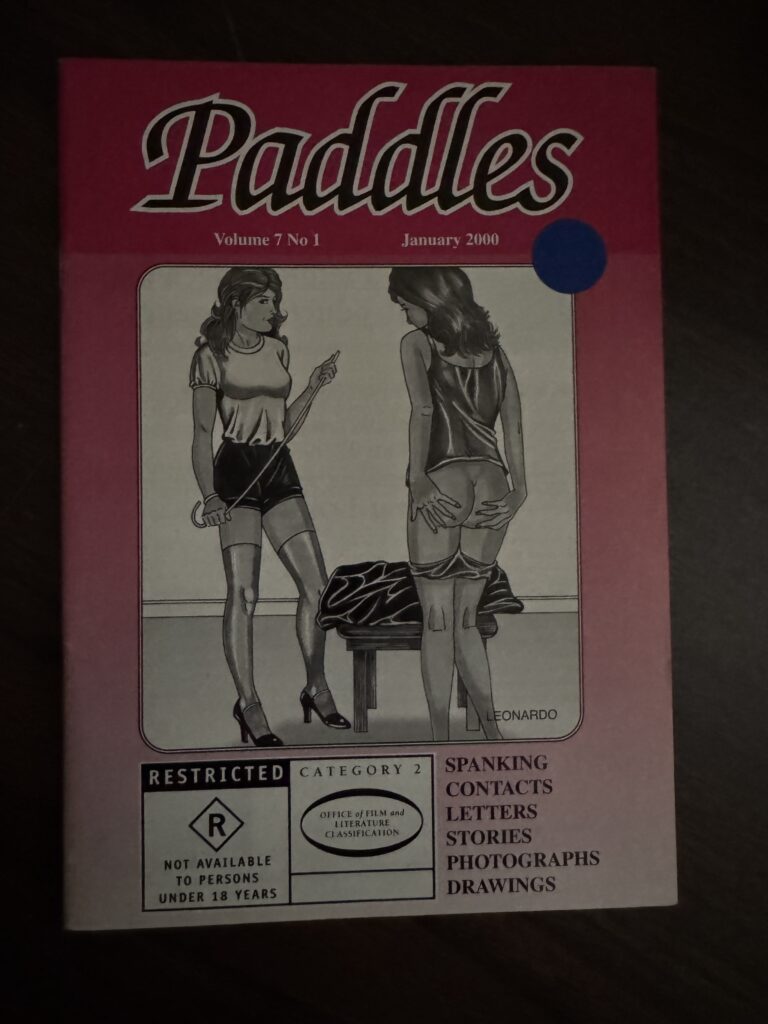 Paddles
Volume 7 No 1 January 2000
LEONARDO
RESTRICTED
R
NOT AVAILABLE
TO PERSONS
UNDER 18 YEARS
CATEGORY 2
OFFICE of FILM and
LITERATURE
CLASSIFICATION
SPANKING
CONTACTS
LETTERS
STORIES
PHOTOGRAPHS
DRAWINGS